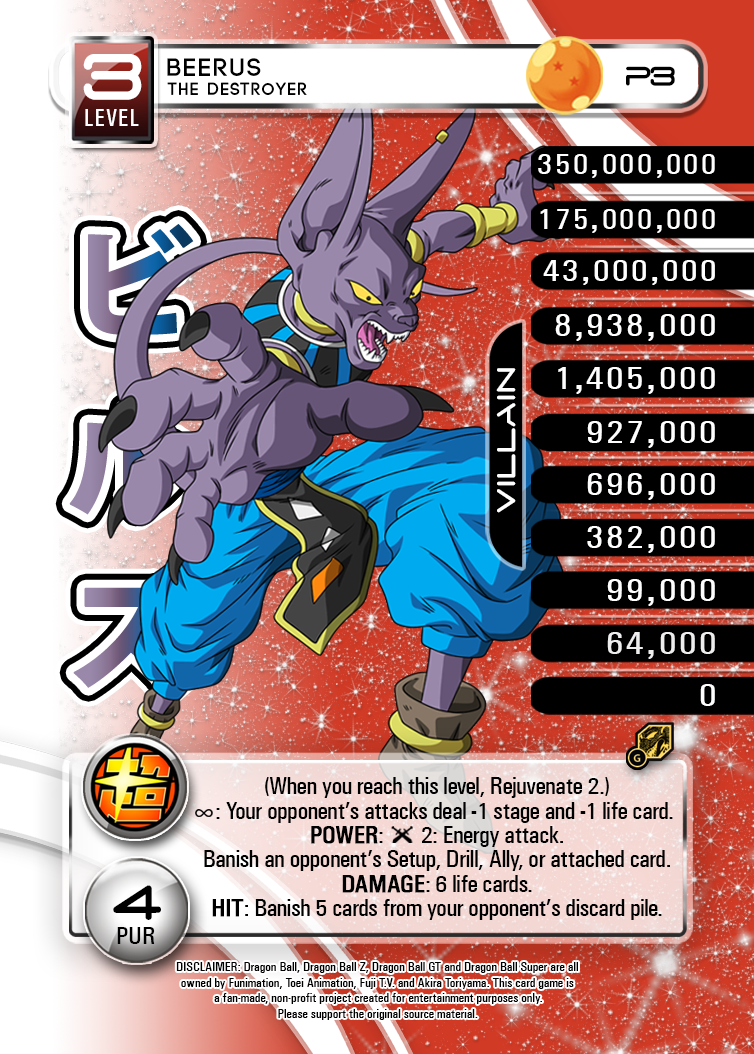 3
LEVEL
BEERUS
THE DESTROYER
P3
350,000,000
175,000,000
43,000,000
8,938,000
1,405,000
927,000
696,000
382,000
99,000
64,000
0
VILLAIN
ビルス
超
G
(When you reach this level, Rejuvenate 2.)
∞: Your opponent's attacks deal -1 stage and -1 life card.
POWER: 2: Energy attack.
Banish an opponent's Setup, Drill, Ally, or attached card.
DAMAGE: 6 life cards.
HIT: Banish 5 cards from your opponent's discard pile.
4
PUR
DISCLAIMER: Dragon Ball, Dragon Ball Z, Dragon Ball GT and Dragon Ball Super are all
owned by Funimation, Toei Animation, Fuji T.V. and Akira Toriyama. This card game is
a fan-made, non-profit project created for entertainment purposes only.
Please support the original source material.